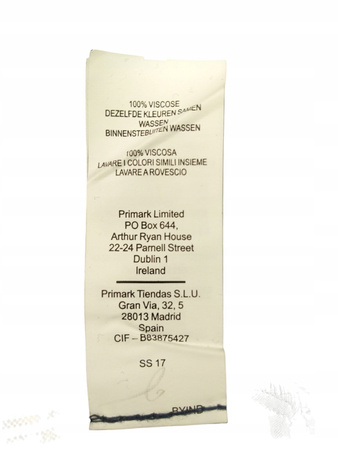 100% VISCOSE
DEZELFDE KLEUREN SAMEN
WASSEN
BINNENSTEBUITEN WASSEN
100% VISCOSA
LAVARE I COLORI SIMILI INSIEME
LAVARE A ROVESCIO
Primark Limited
PO Box 644,
Arthur Ryan House
22-24 Parnell Street
Dublin 1
Ireland
Primark Tiendas S.L.U.
Gran Via, 32, 5
28013 Madrid
Spain
CIF – B83875427
SS 17